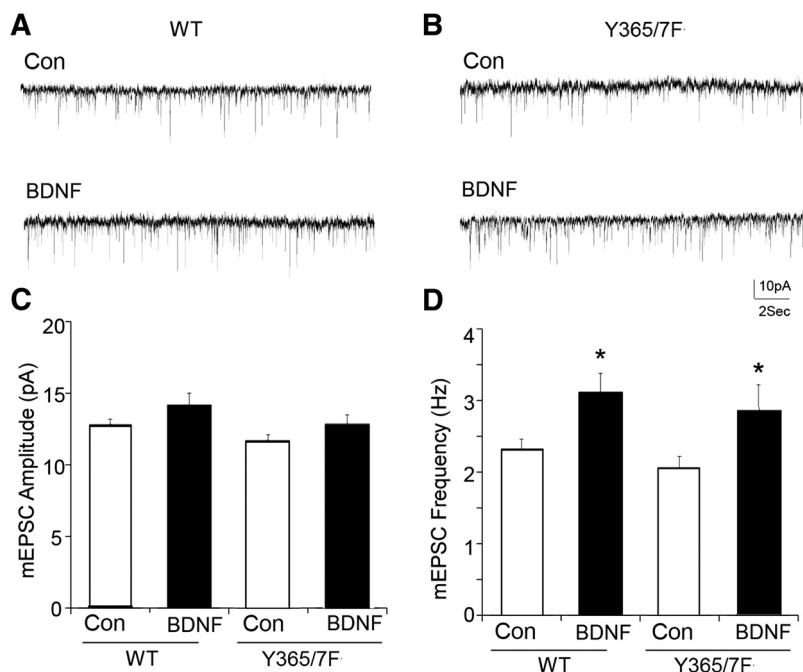 A
WT
Con
BDNF
B
Y365/7F
Con
BDNF
10pA
2Sec
C
mEPSC Amplitude (pA)
20
15
10
5
0
Con
BDNF
Con
BDNF
WT
Y365/7F
D
mEPSC Frequency (Hz)
4
3
2
1
0
*
*
Con
BDNF
Con
BDNF
WT
Y365/7F